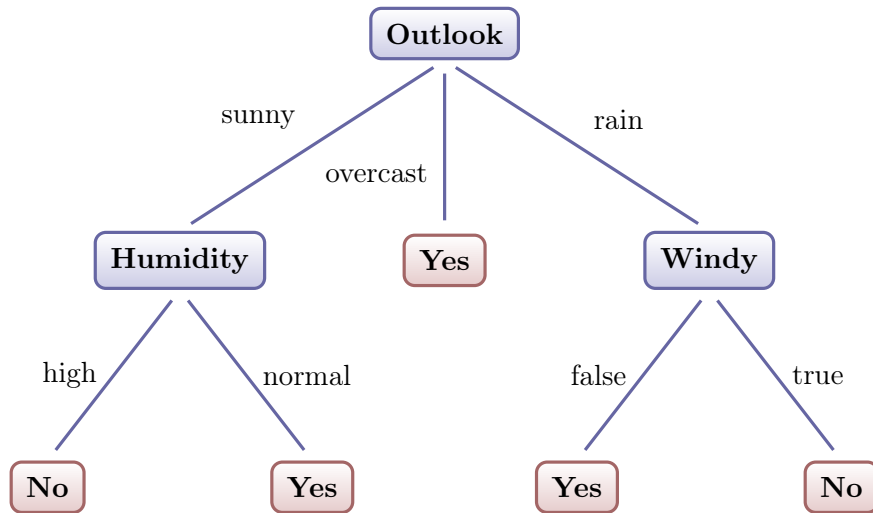 Outlook
sunny
rain
overcast
Humidity
Yes
Windy
high
normal
false
true
No
Yes
Yes
No